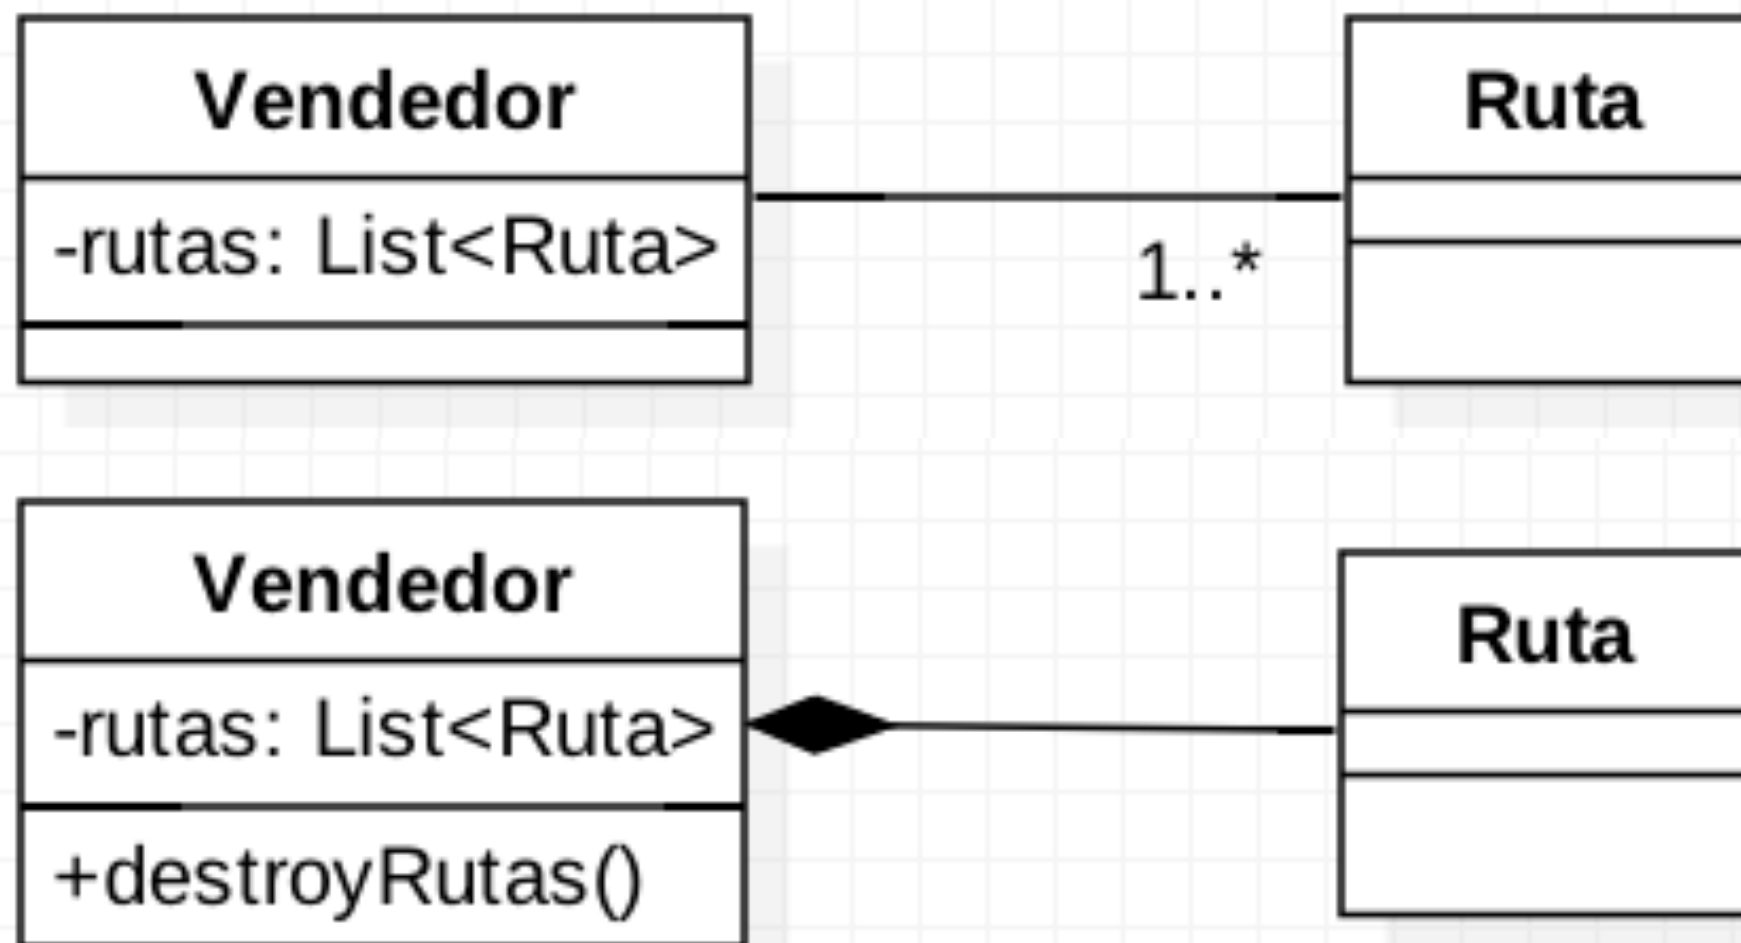 Vendedor
Ruta
-rutas: List<Ruta>
1..*
Vendedor
Ruta
-rutas: List<Ruta>
+destroyRutas()